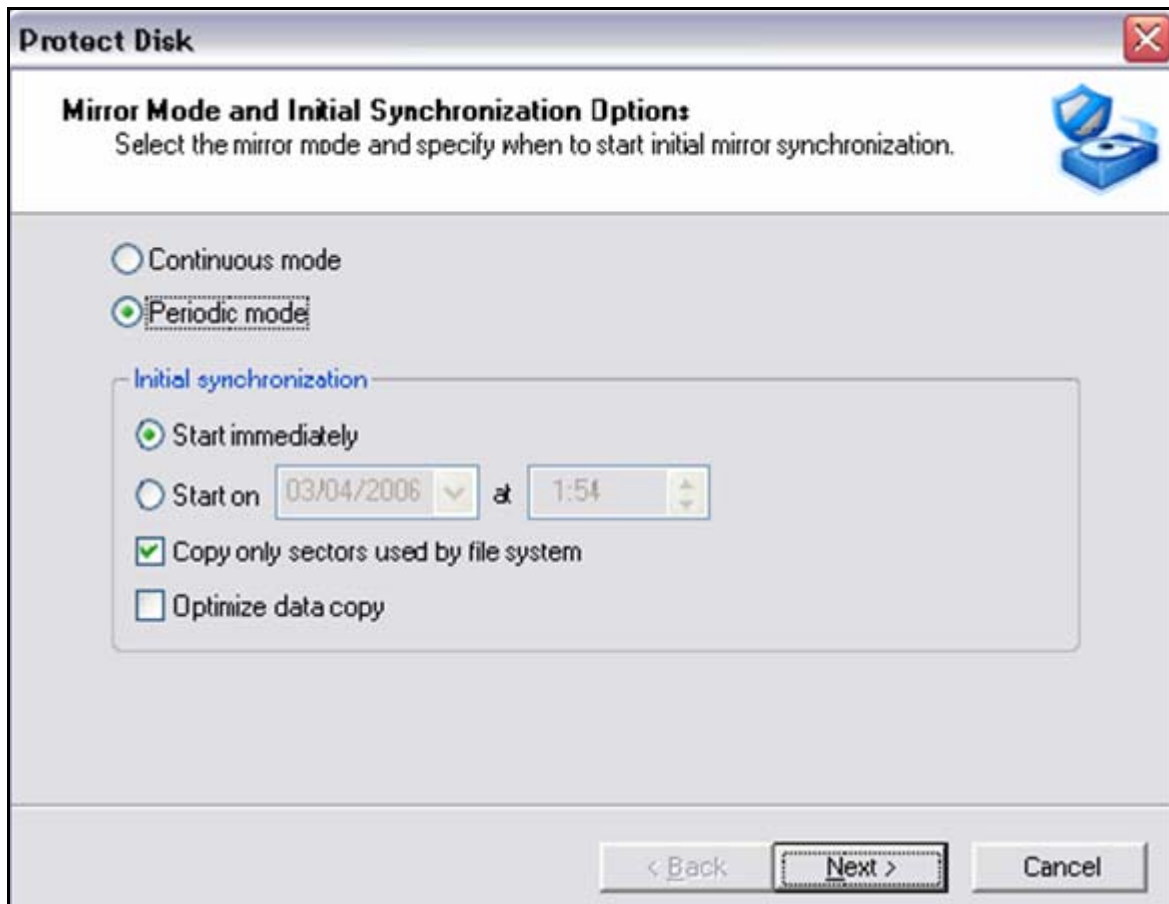 Protect Disk
Mirror Mode and Initial Synchronization Options
Select the mirror mode and specify when to start initial mirror synchronization.
Continuous mode
Periodic mode
Initial synchronization
Start immediately
Start on 03/04/2006 at 1:54
Copy only sectors used by file system
Optimize data copy
< Back Next > Cancel